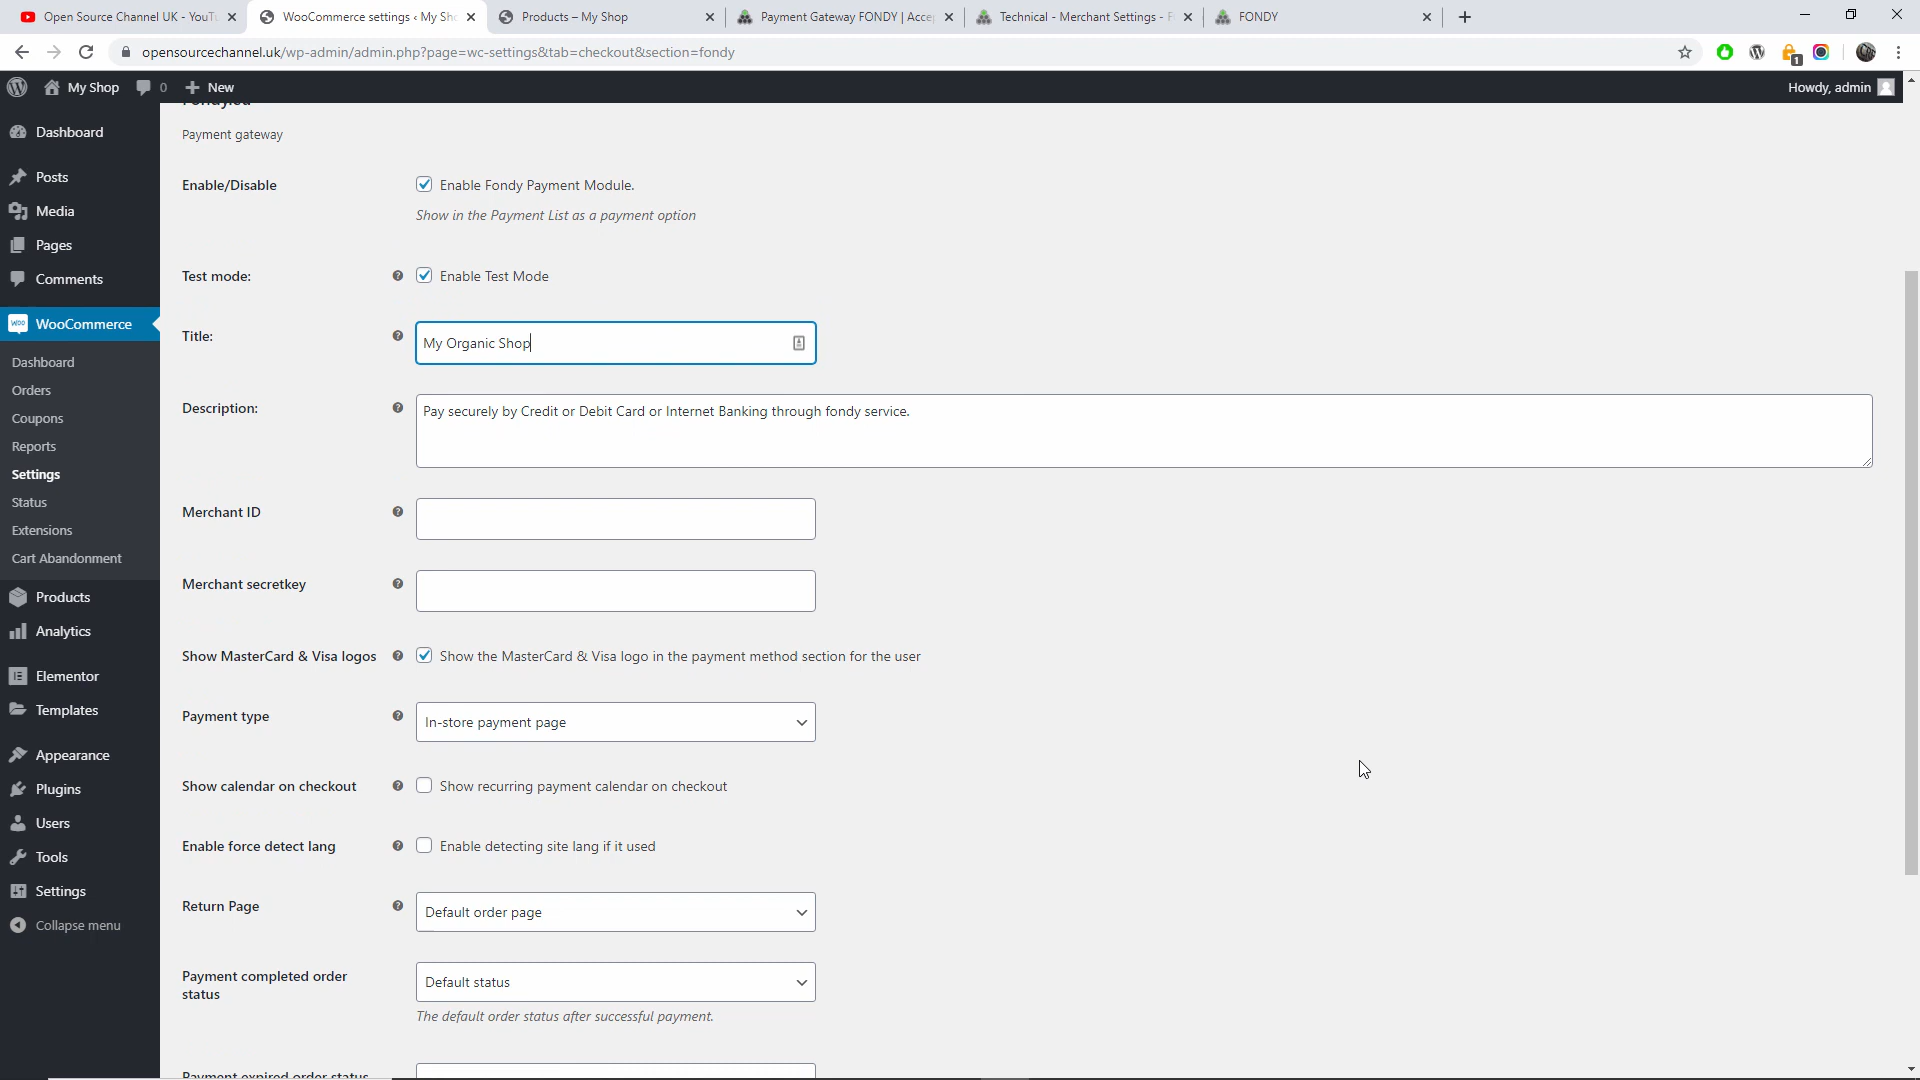 Open Source Channel UK - YouTu
WooCommerce settings ‹ My Sho
Products – My Shop
Payment Gateway FONDY | Acce
Technical - Merchant Settings - F
FONDY
opensourcechannel.uk/wp-admin/admin.php?page=wc-settings&tab=checkout&section=fondy
1
My Shop
0
New
Howdy, admin
Dashboard
Posts
Media
Pages
Comments
WooCommerce
Dashboard
Orders
Coupons
Reports
Settings
Status
Extensions
Cart Abandonment
Products
Analytics
Elementor
Templates
Appearance
Plugins
Users
Tools
Settings
Collapse menu
Payment gateway
Enable/Disable
Enable Fondy Payment Module.
Show in the Payment List as a payment option
Test mode:
Enable Test Mode
Title:
My Organic Shop
Description:
Pay securely by Credit or Debit Card or Internet Banking through fondy service.
Merchant ID
Merchant secretkey
Show MasterCard & Visa logos
Show the MasterCard & Visa logo in the payment method section for the user
Payment type
In-store payment page
Show calendar on checkout
Show recurring payment calendar on checkout
Enable force detect lang
Enable detecting site lang if it used
Return Page
Default order page
Payment completed order
status
Default status
The default order status after successful payment.
Payment expired order status